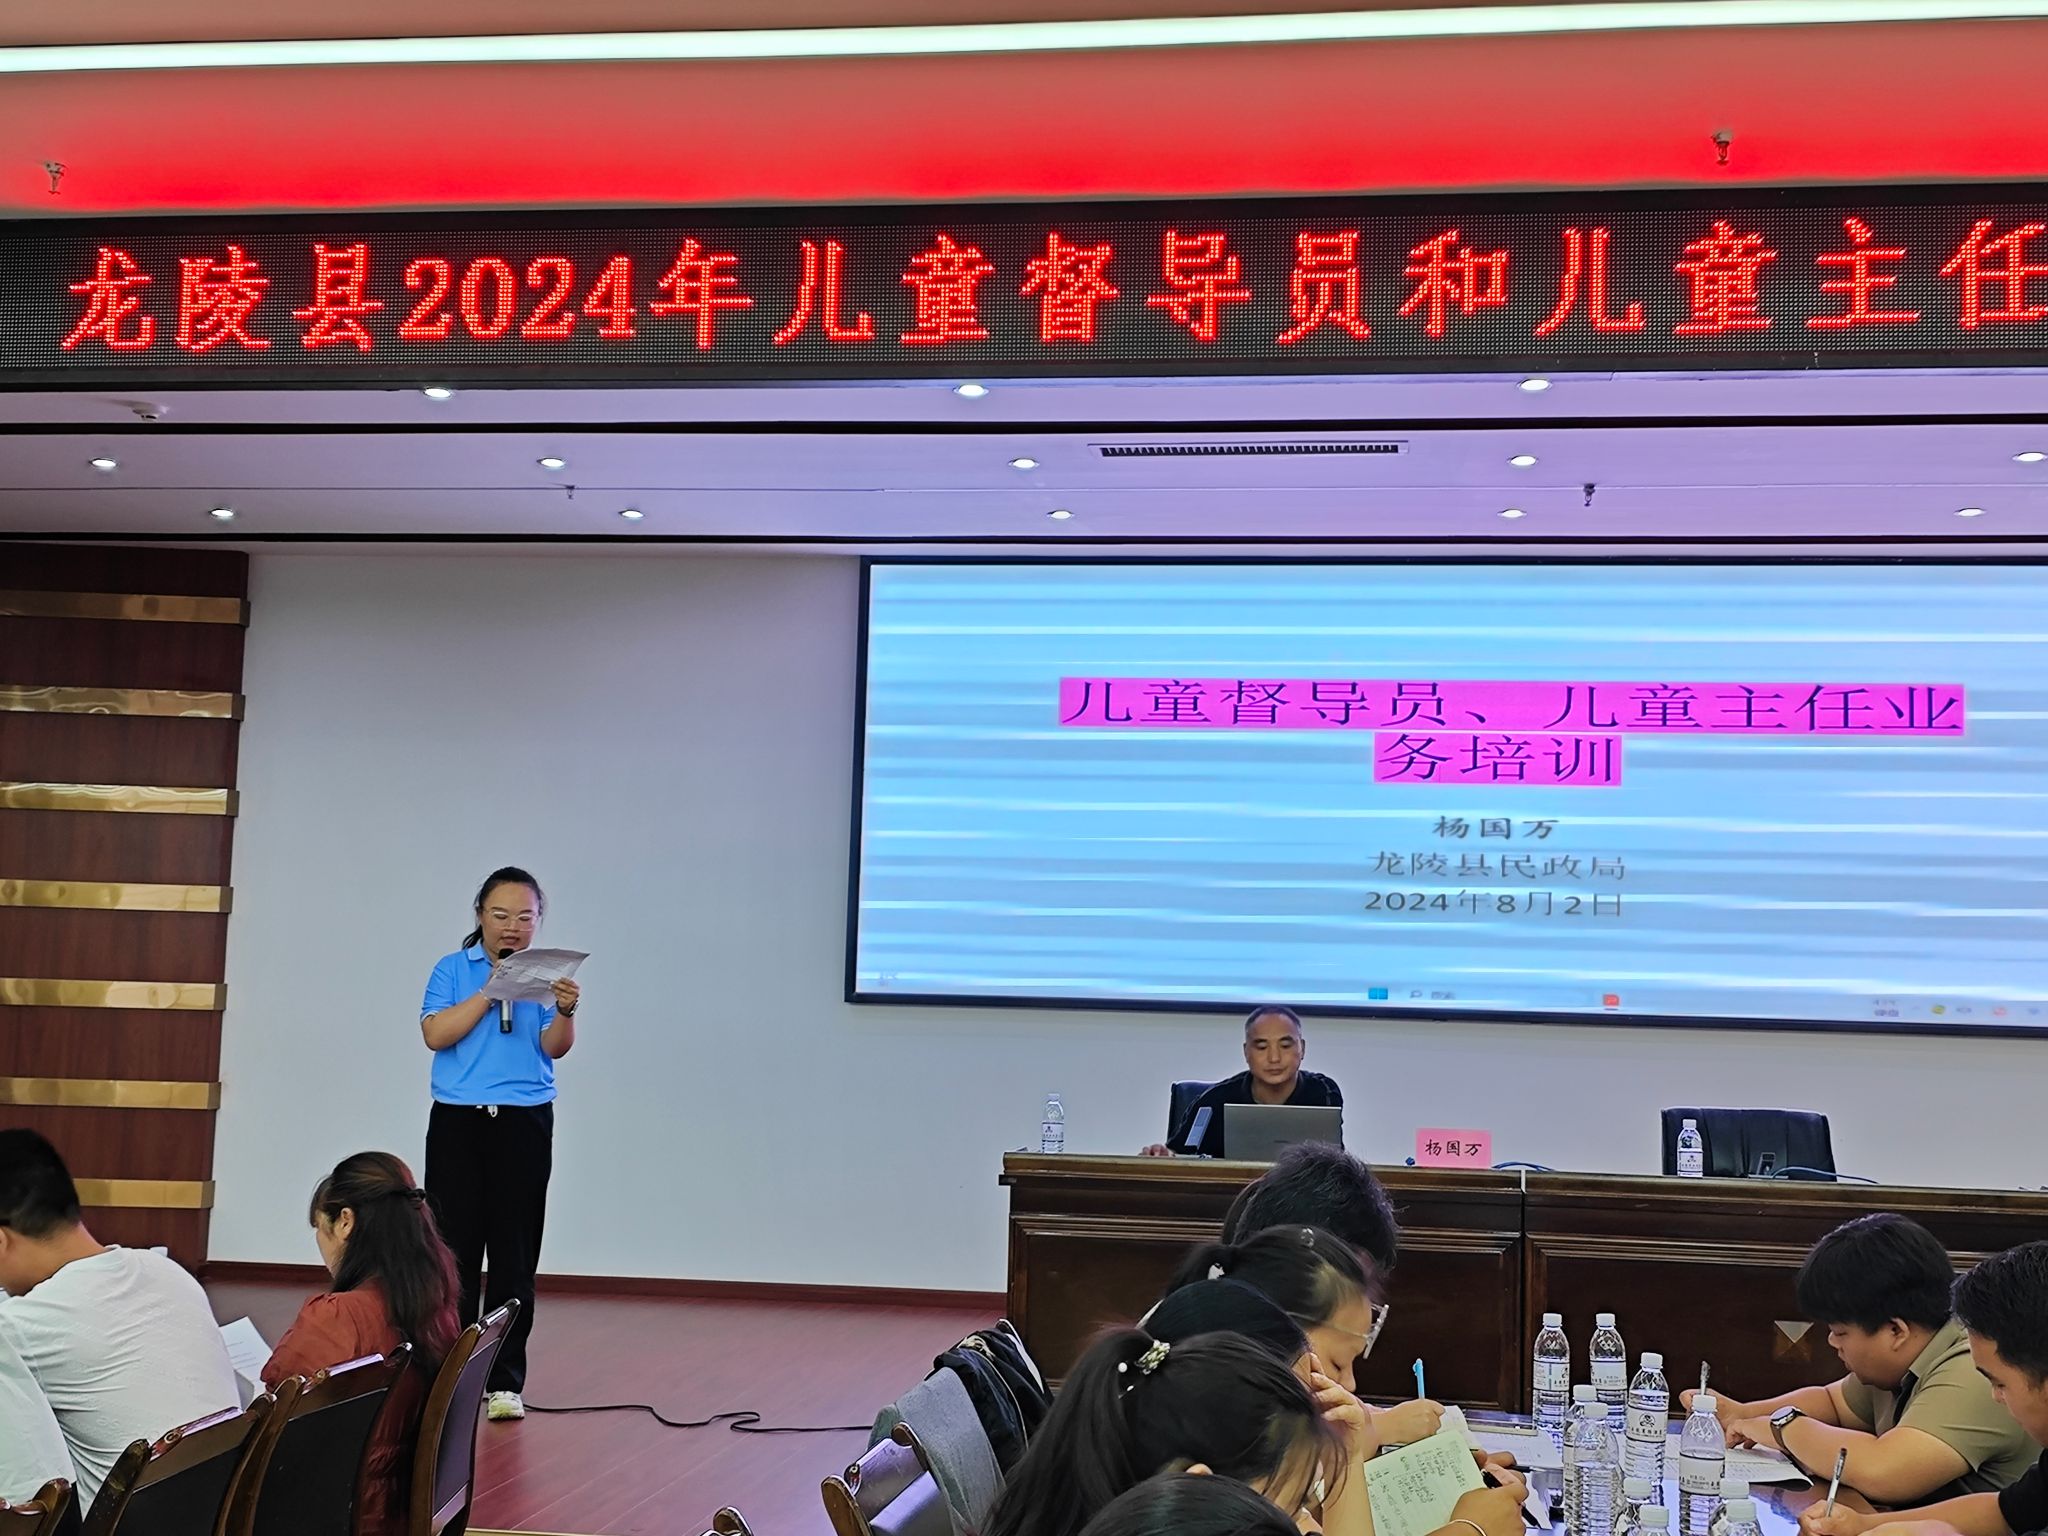 龙陵县2024年儿童督导员和儿童主任
儿童督导员、儿童主任业
务培训
杨国万
龙陵县民政局
2024年8月2日
杨国万